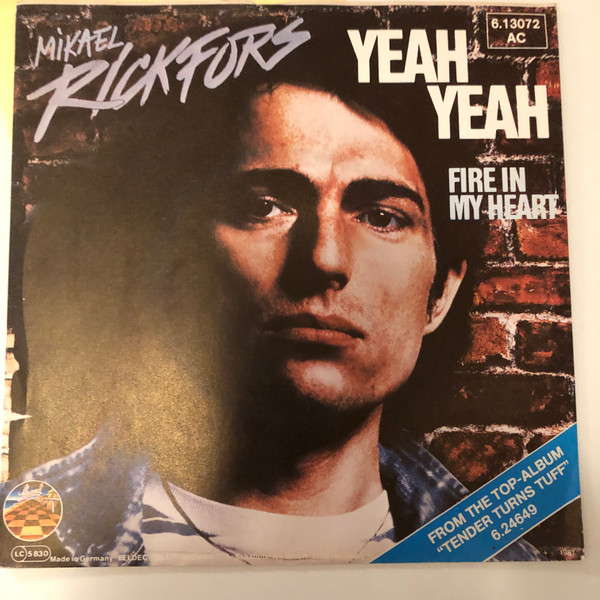 MIKAEL
RICKFORS
YEAH
YEAH
6.13072
AC
FIRE IN
MY HEART
FROM THE TOP-ALBUM
"TENDER TURNS TUFF"
6.24649
LC 5830
Made in Germany